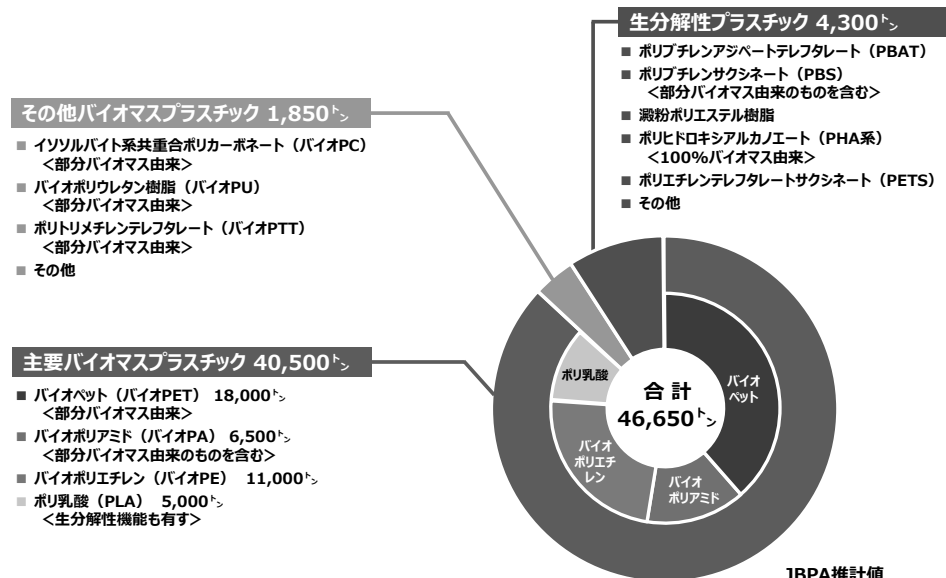 生分解性プラスチック 4,300トン
■ ポリブチレンアジペートテレフタレート（PBAT）
■ ポリブチレンサクシネート（PBS）
<部分バイオマス由来のものを含む>
■ 澱粉ポリエステル樹脂
■ ポリヒドロキシアルカノエート（PHA系）
<100%バイオマス由来>
■ ポリエチレンテレフタレートサクシネート（PETS）
■ その他
その他バイオマスプラスチック 1,850トン
■ イソソルバイト系共重合ポリカーボネート（バイオPC）
<部分バイオマス由来>
■ バイオポリウレタン樹脂（バイオPU）
<部分バイオマス由来>
■ ポリトリメチレンテレフタレート（バイオPTT）
<部分バイオマス由来>
■ その他
主要バイオマスプラスチック 40,500トン
■ バイオペット（バイオPET） 18,000トン
<部分バイオマス由来>
■ バイオポリアミド（バイオPA） 6,500トン
<部分バイオマス由来のものを含む>
■ バイオポリエチレン（バイオPE） 11,000トン
■ ポリ乳酸（PLA） 5,000トン
<生分解性機能も有す>
ポリ乳酸
合 計
46,650トン
バイオ
ペット
バイオ
ポリエチ
レン
バイオ
ポリアミド
JBPA推計値